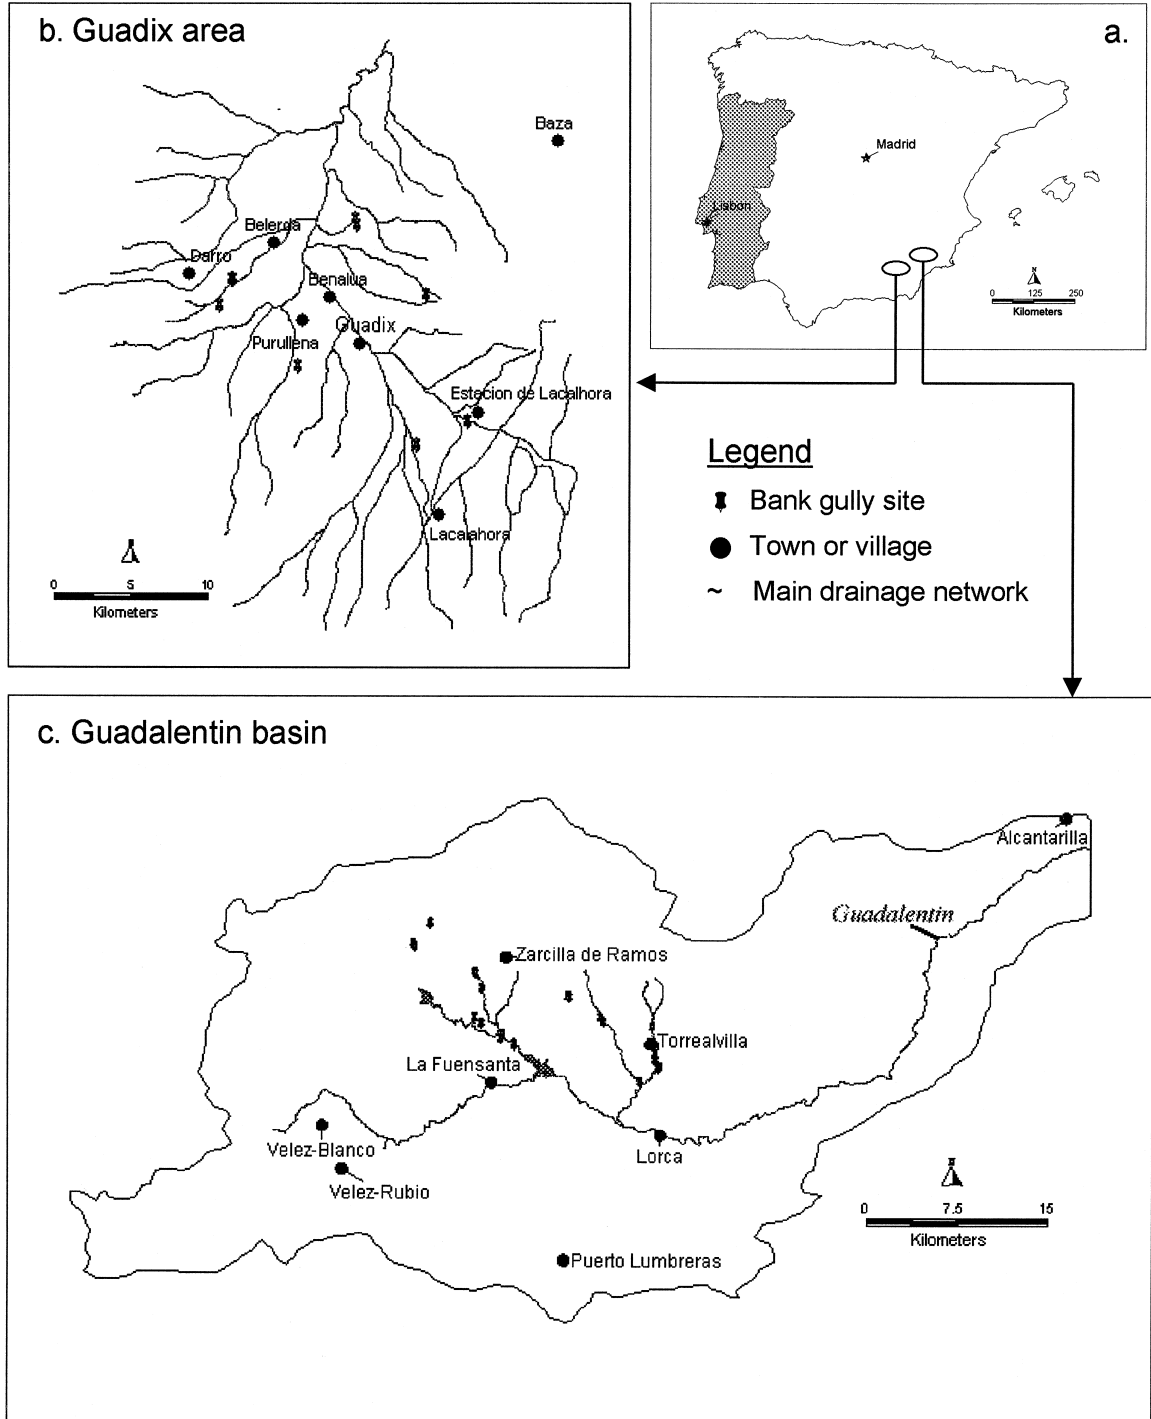 b. Guadix area
Baza
Belerda
Darro
Benalua
Guadix
Purullena
Estacion de Lacalhora
Lacalahora
0 5 10
Kilometers
a.
Madrid
Lisbon
N
0 125 250
Kilometers
Legend
Bank gully site
Town or village
~ Main drainage network
c. Guadalentin basin
Alcantarilla
Guadalentin
Zarcilla de Ramos
Torrealvilla
La Fuensanta
Velez-Blanco
Lorca
Velez-Rubio
0 7.5 15
Kilometers
Puerto Lumbreras